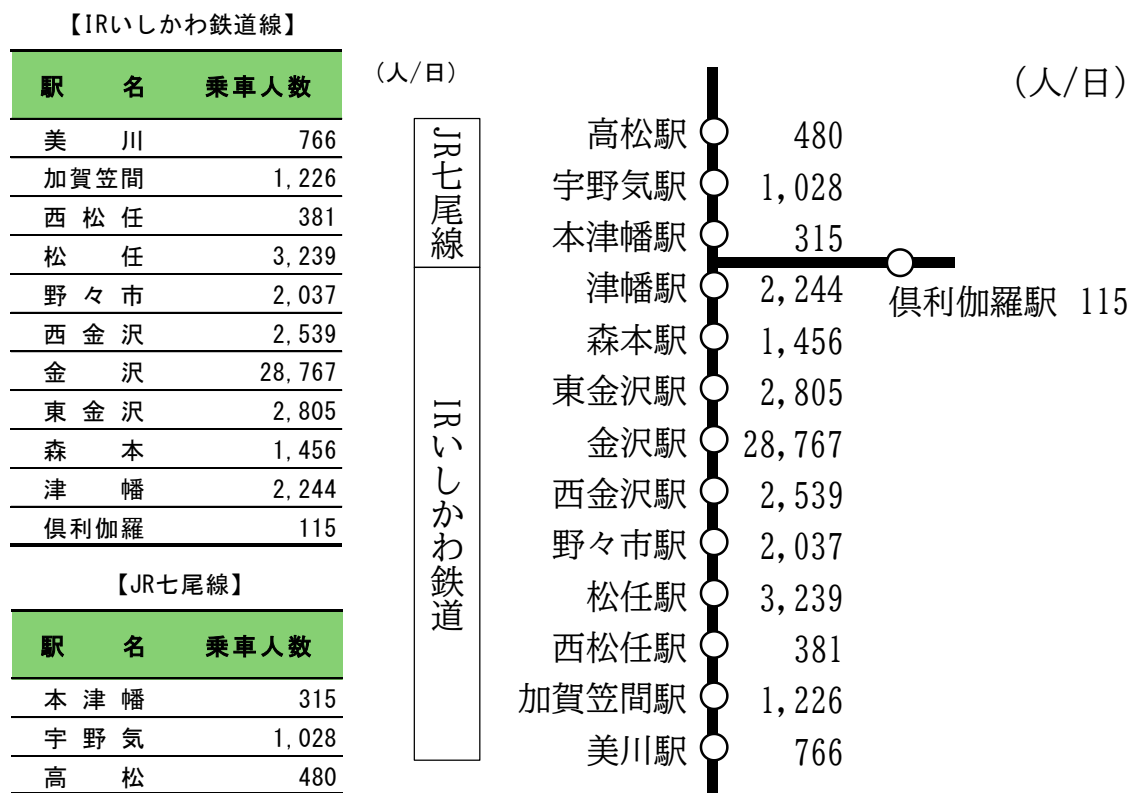 【IRいしかわ鉄道線】
駅 名 乗車人数
美 川 766
加賀笠間 1,226
西 松 任 381
松 任 3,239
野 々 市 2,037
西 金 沢 2,539
金 沢 28,767
東 金 沢 2,805
森 本 1,456
津 幡 2,244
倶利伽羅 115
【JR七尾線】
駅 名 乗車人数
本 津 幡 315
宇 野 気 1,028
高 松 480
(人/日)
(人/日)
JR七尾線
IRいしかわ鉄道
高松駅 480
宇野気駅 1,028
本津幡駅 315
津幡駅 2,244
倶利伽羅駅 115
森本駅 1,456
東金沢駅 2,805
金沢駅 28,767
西金沢駅 2,539
野々市駅 2,037
松任駅 3,239
西松任駅 381
加賀笠間駅 1,226
美川駅 766